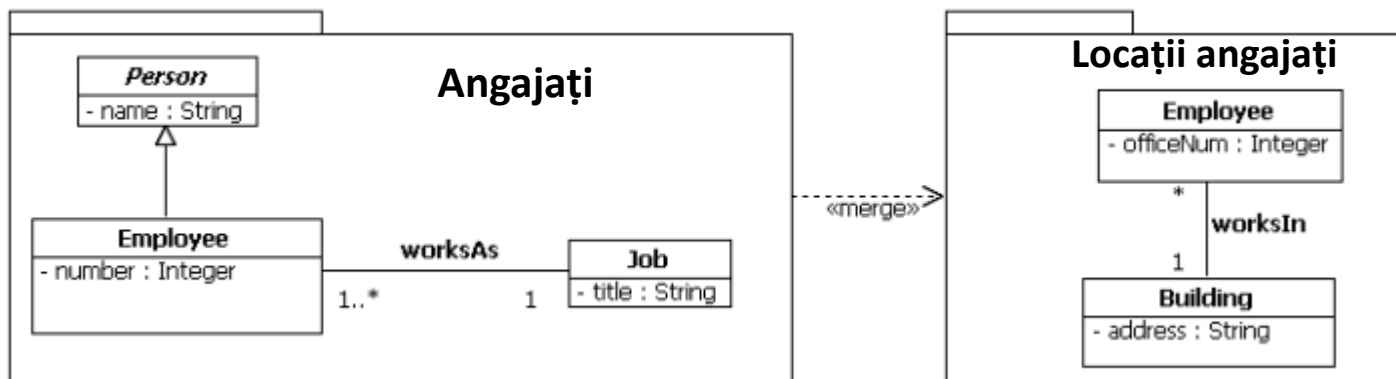 Person
- name : String
Angajați
Employee
- number : Integer
worksAs
1..*
1
Job
- title : String
«merge»
Locații angajați
Employee
- officeNum : Integer
*
worksIn
1
Building
- address : String